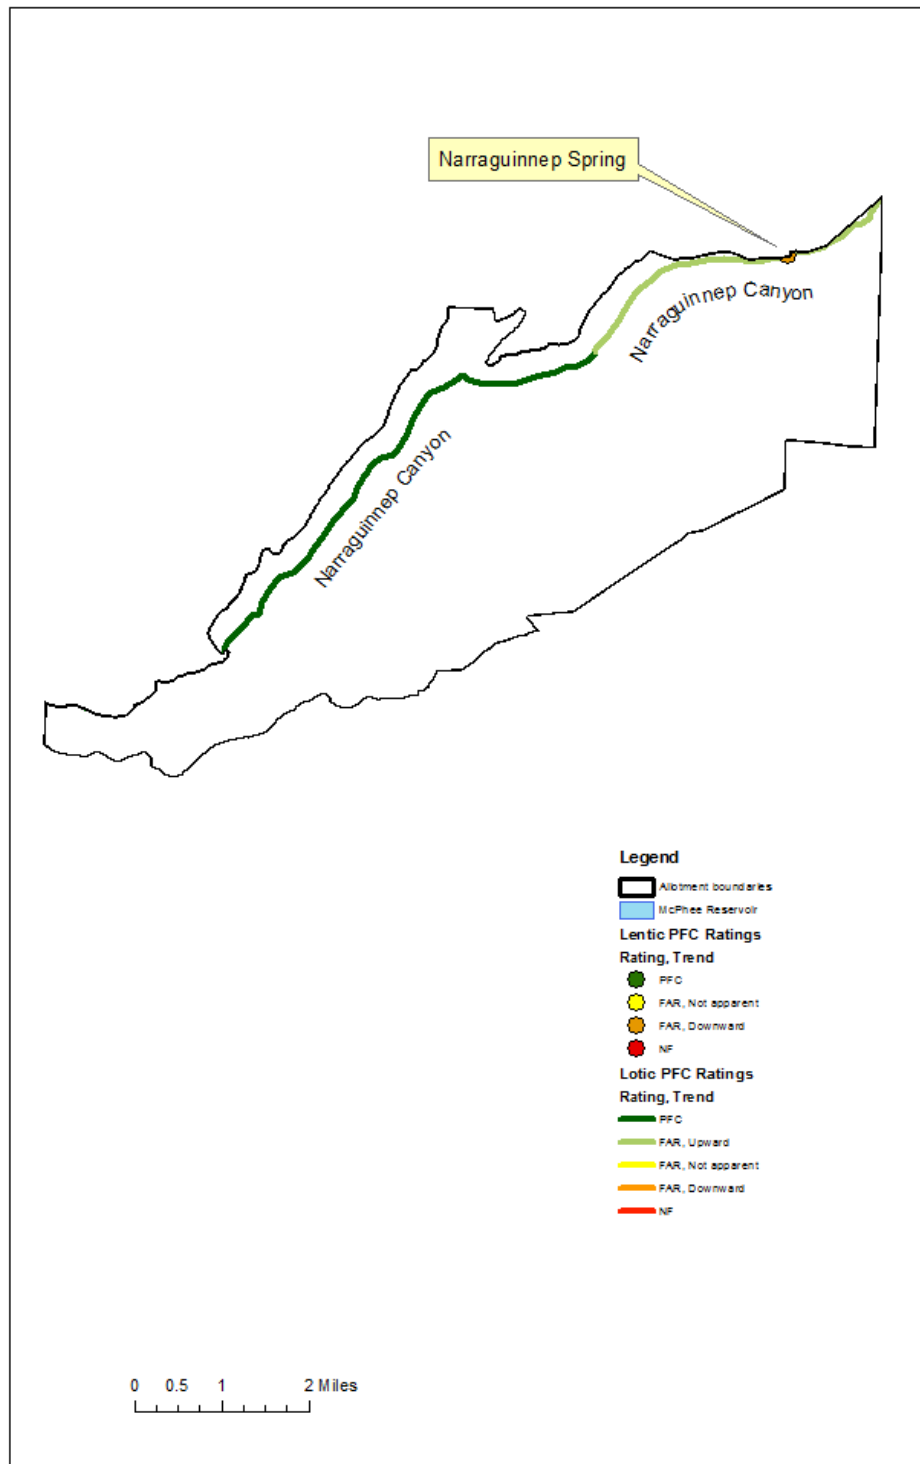 Narraguinnep Spring
Narraguinnep Canyon
Narraguinnep Canyon
Legend
Allotment boundaries
McPhee Reservoir
Lentic PFC Ratings
Rating, Trend
PFC
FAR, Not apparent
FAR, Downward
NF
Lotic PFC Ratings
Rating, Trend
PFC
FAR, Upward
FAR, Not apparent
FAR, Downward
NF
0 0.5 1 2 Miles